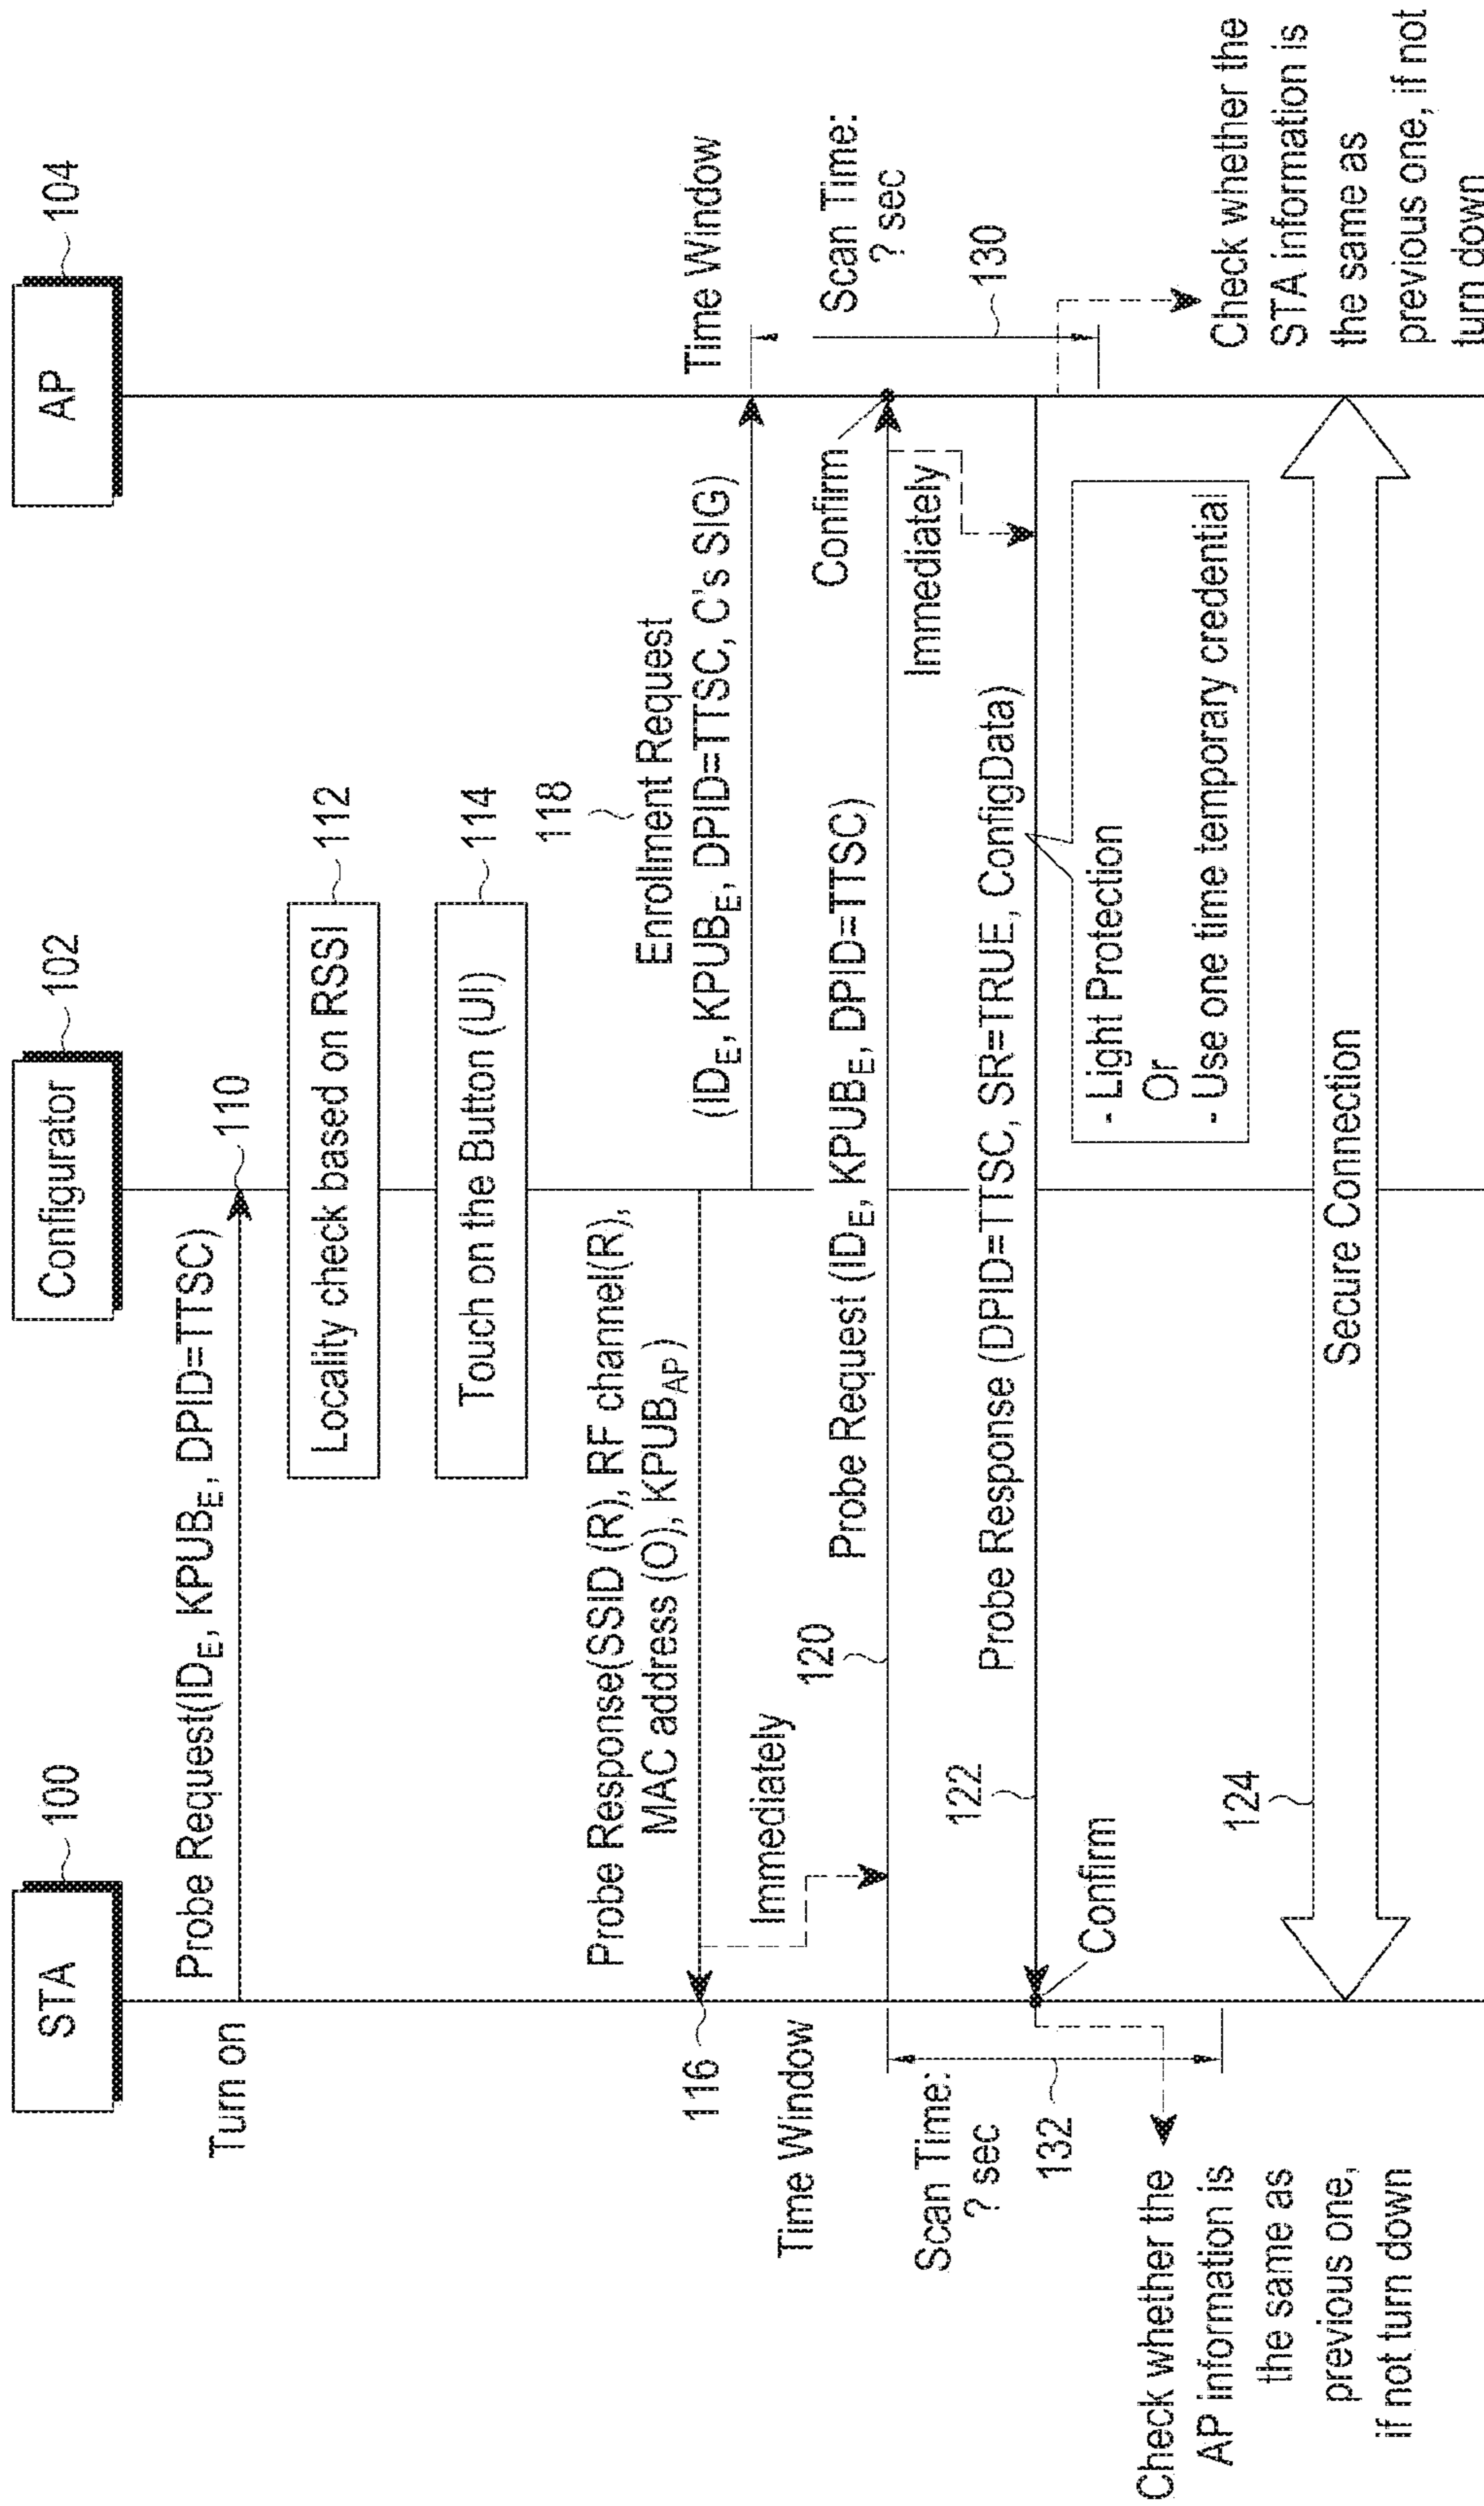 STA
100
Configurator
102
AP
104
Turn on
Probe Request(IDE, KPUBE, DPID=TTSC)
110
Locality check based on RSSI
112
Touch on the Button (UI)
114
Probe Response(SSID (R), RF channel(R),
MAC address (O), KPUBAP)
116
118
Enrollment Request
(IDE, KPUBE, DPID=TTSC, C's SIG)
Time Window
Immediately
Time Window
120
Probe Request (IDE, KPUBE, DPID=TTSC)
Confirm
Scan Time:
? sec
130
Immediately
Scan Time:
? sec
132
122
Probe Response (DPID=TTSC, SR=TRUE, ConfigData)
Confirm
- Light Protection
Or
- Use one time temporary credential
Check whether the
AP information is
the same as
previous one,
if not turn down
Check whether the
STA information is
the same as
previous one, if not
turn down
124
Secure Connection